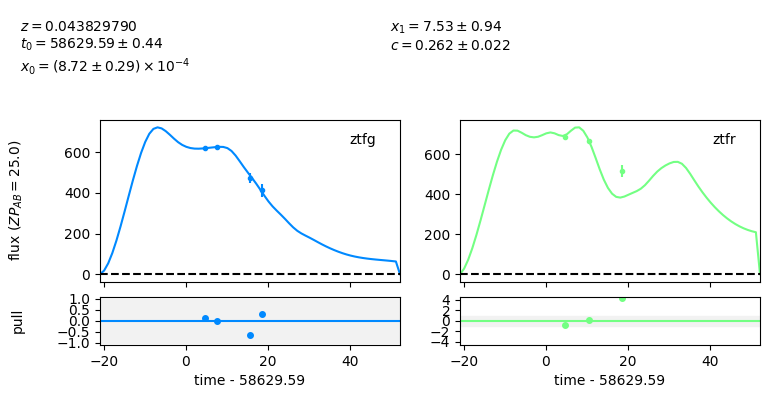 z = 0.043829790
t₀ = 58629.59 ± 0.44
x₀ = (8.72 ± 0.29) × 10⁻⁴
x₁ = 7.53 ± 0.94
c = 0.262 ± 0.022
flux (ZP_AB = 25.0)
600
400
200
0
ztfg
600
400
200
0
ztfr
pull
1.0
0.5
0.0
−0.5
−1.0
−20
0
20
40
time - 58629.59
4
2
0
−2
−4
−20
0
20
40
time - 58629.59